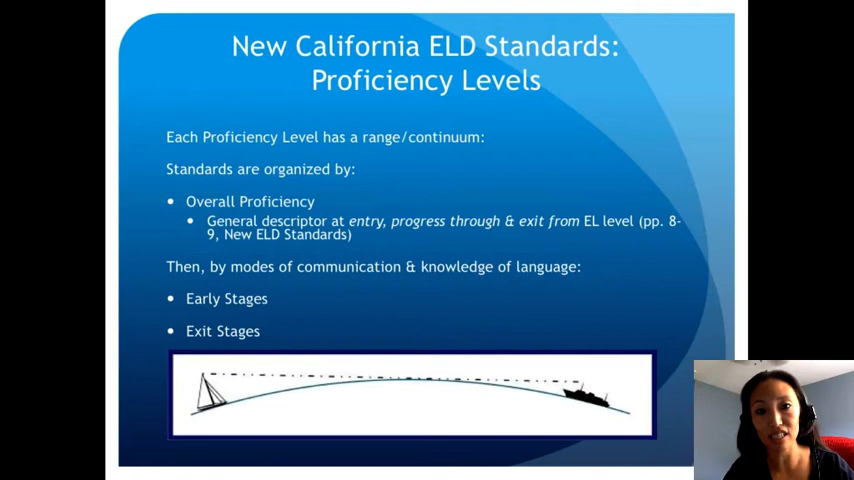 New California ELD Standards:
Proficiency Levels
Each Proficiency Level has a range/continuum:
Standards are organized by:
• Overall Proficiency
• General descriptor at entry, progress through & exit from EL level (pp. 8-
9, New ELD Standards)
Then, by modes of communication & knowledge of language:
• Early Stages
• Exit Stages